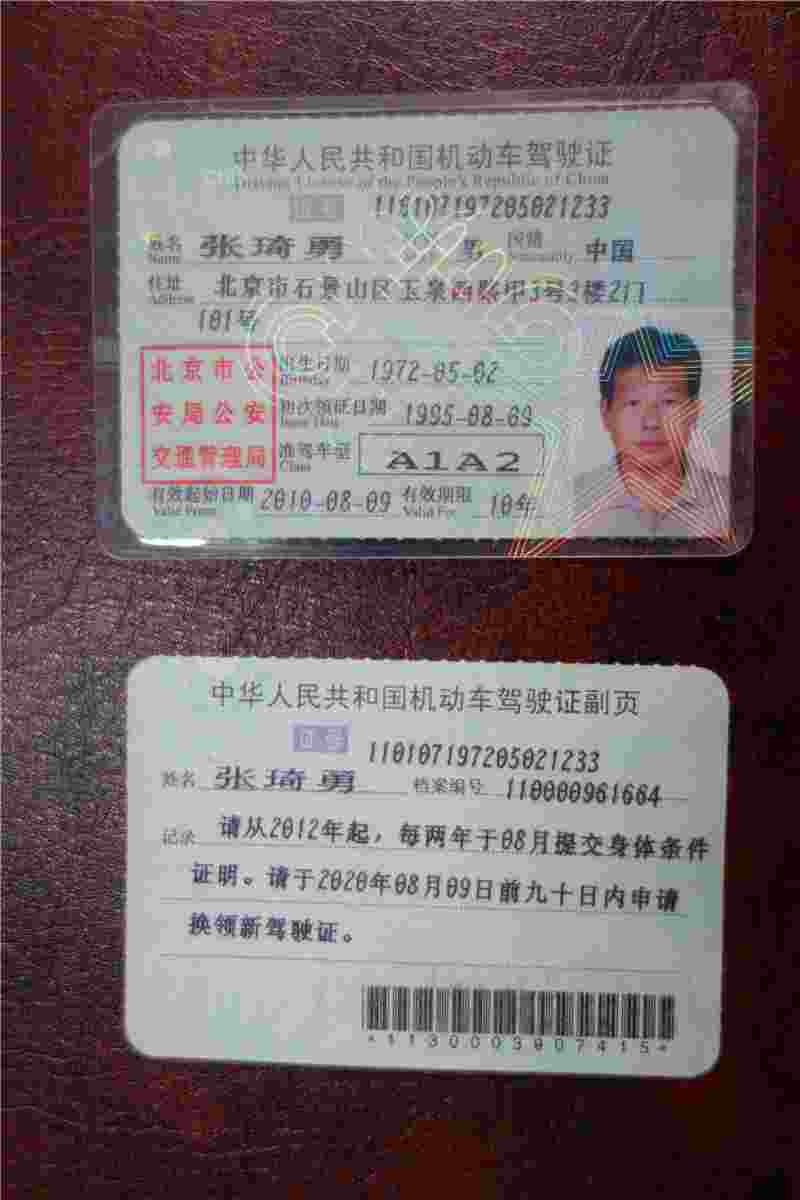 中华人民共和国机动车驾驶证
Driving License of the People's Republic of China
证号 110107197205021233
姓名 张琦勇 男 国籍 中国
Name Nationality
住址 北京市石景山区玉泉西路甲3号3楼2门
Address
101号
北京市公 出生日期 1972-05-02
Birthday
安局公安 初次领证日期 1995-08-09
Issue Date
交通管理局 准驾车型 A1A2
Class
有效起始日期 2010-08-09 有效期限 10年
Valid From Valid For
中华人民共和国机动车驾驶证副页
证号 110107197205021233
姓名 张琦勇 档案编号 110000961664
记录 请从2012年起，每两年于08月提交身体条件
证明。请于2020年08月09日前九十日内申请
换领新驾驶证。
*1130003907415*